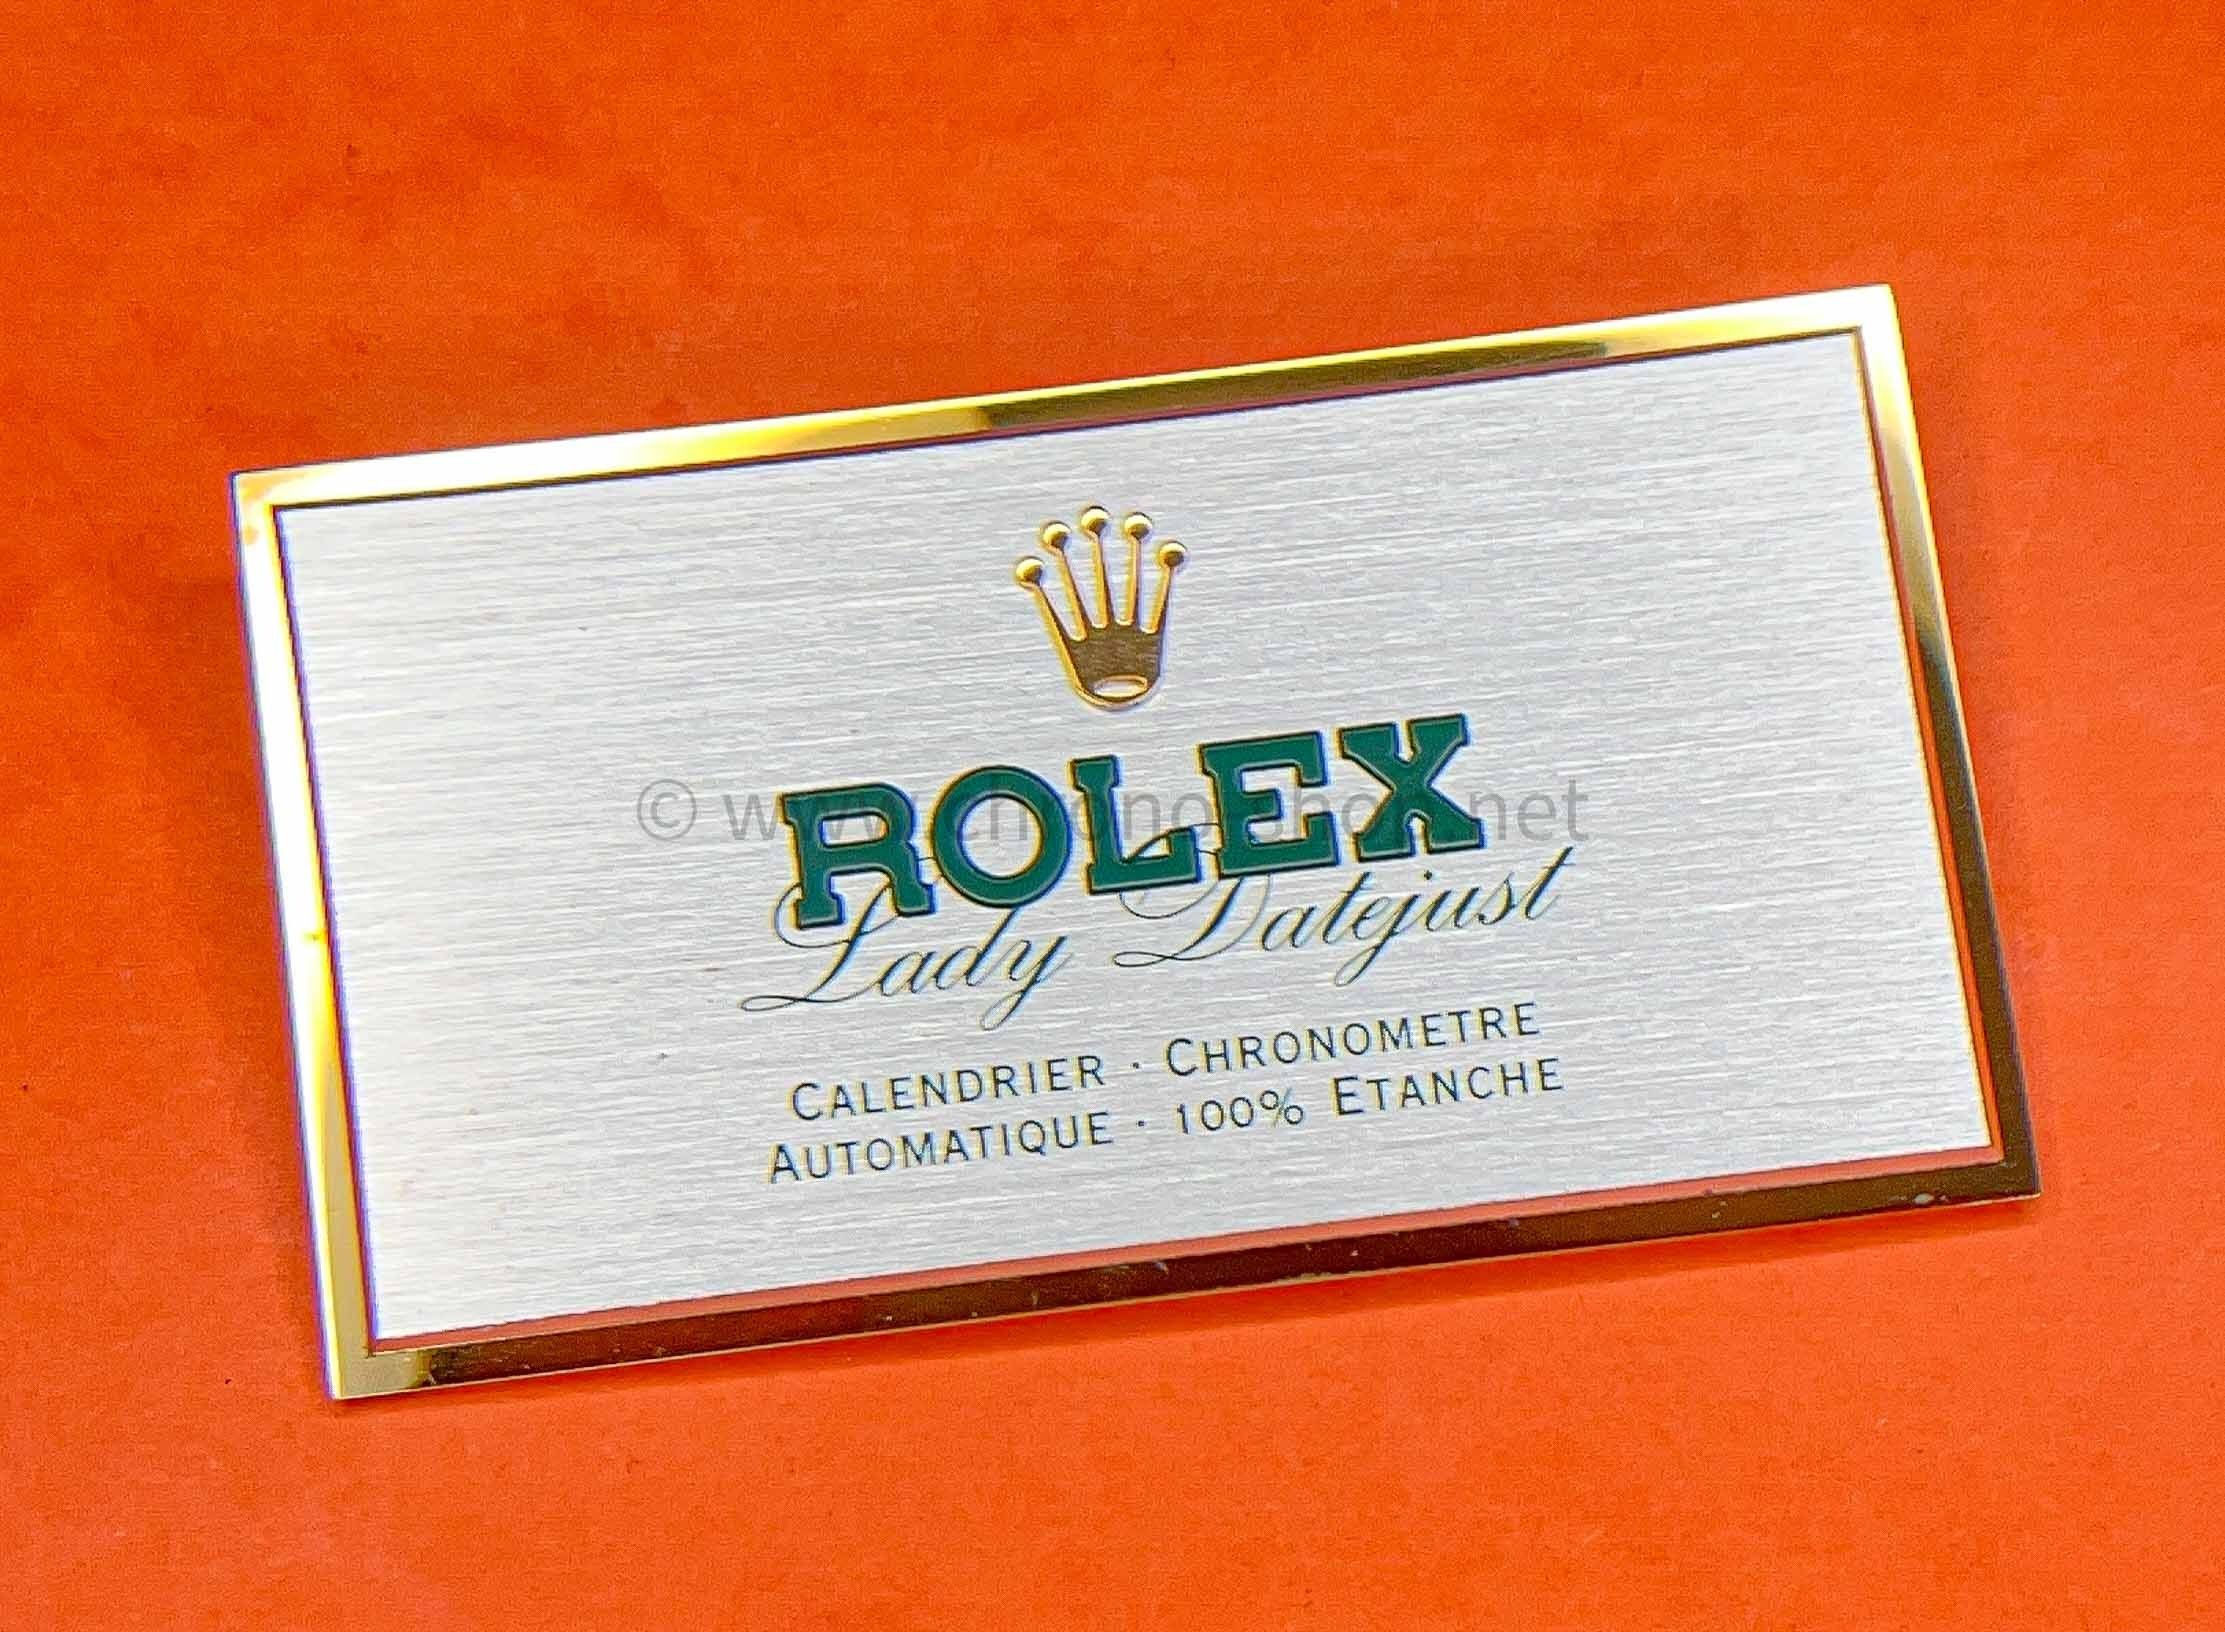 ROLEX
© www.chronoshop.net
Lady Datejust
CALENDRIER · CHRONOMETRE
AUTOMATIQUE · 100% ETANCHE